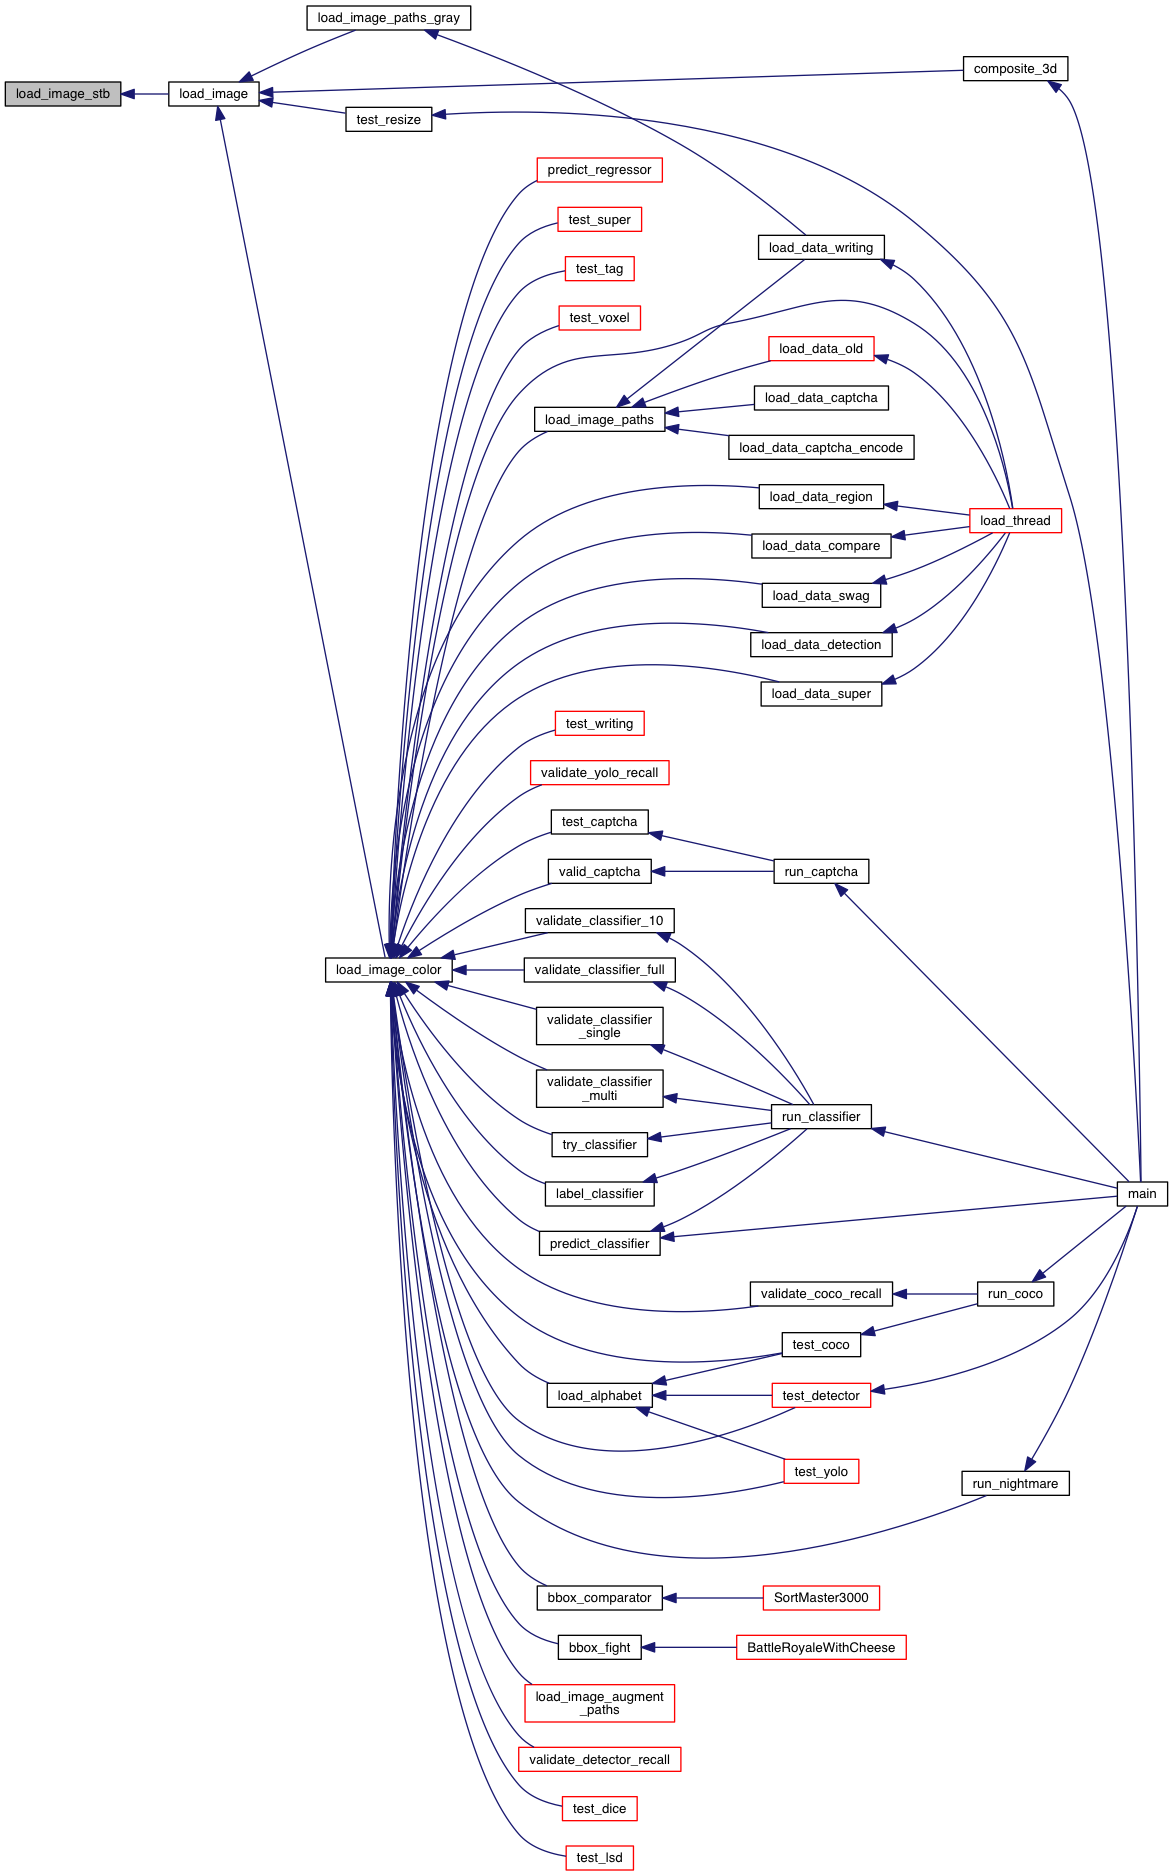 load_image_paths_gray
composite_3d
load_image_stb
load_image
test_resize
predict_regressor
test_super
load_data_writing
test_tag
test_voxel
load_data_old
load_data_captcha
load_image_paths
load_data_captcha_encode
load_data_region
load_thread
load_data_compare
load_data_swag
load_data_detection
load_data_super
test_writing
validate_yolo_recall
test_captcha
valid_captcha
run_captcha
validate_classifier_10
load_image_color
validate_classifier_full
validate_classifier
_single
validate_classifier
_multi
run_classifier
try_classifier
label_classifier
main
predict_classifier
validate_coco_recall
run_coco
test_coco
load_alphabet
test_detector
test_yolo
run_nightmare
bbox_comparator
SortMaster3000
bbox_fight
BattleRoyaleWithCheese
load_image_augment
_paths
validate_detector_recall
test_dice
test_lsd